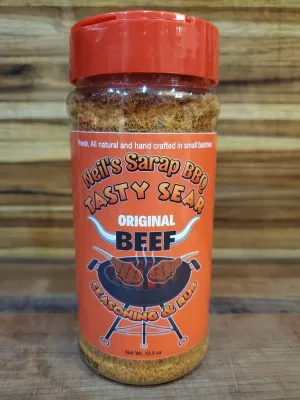 Fresh, All natural and hand crafted in small batches
Neil's Sarap BBQ
TASTY SEAR
ORIGINAL
BEEF
SEASONING & RUB
Net Wt. 12.3 oz